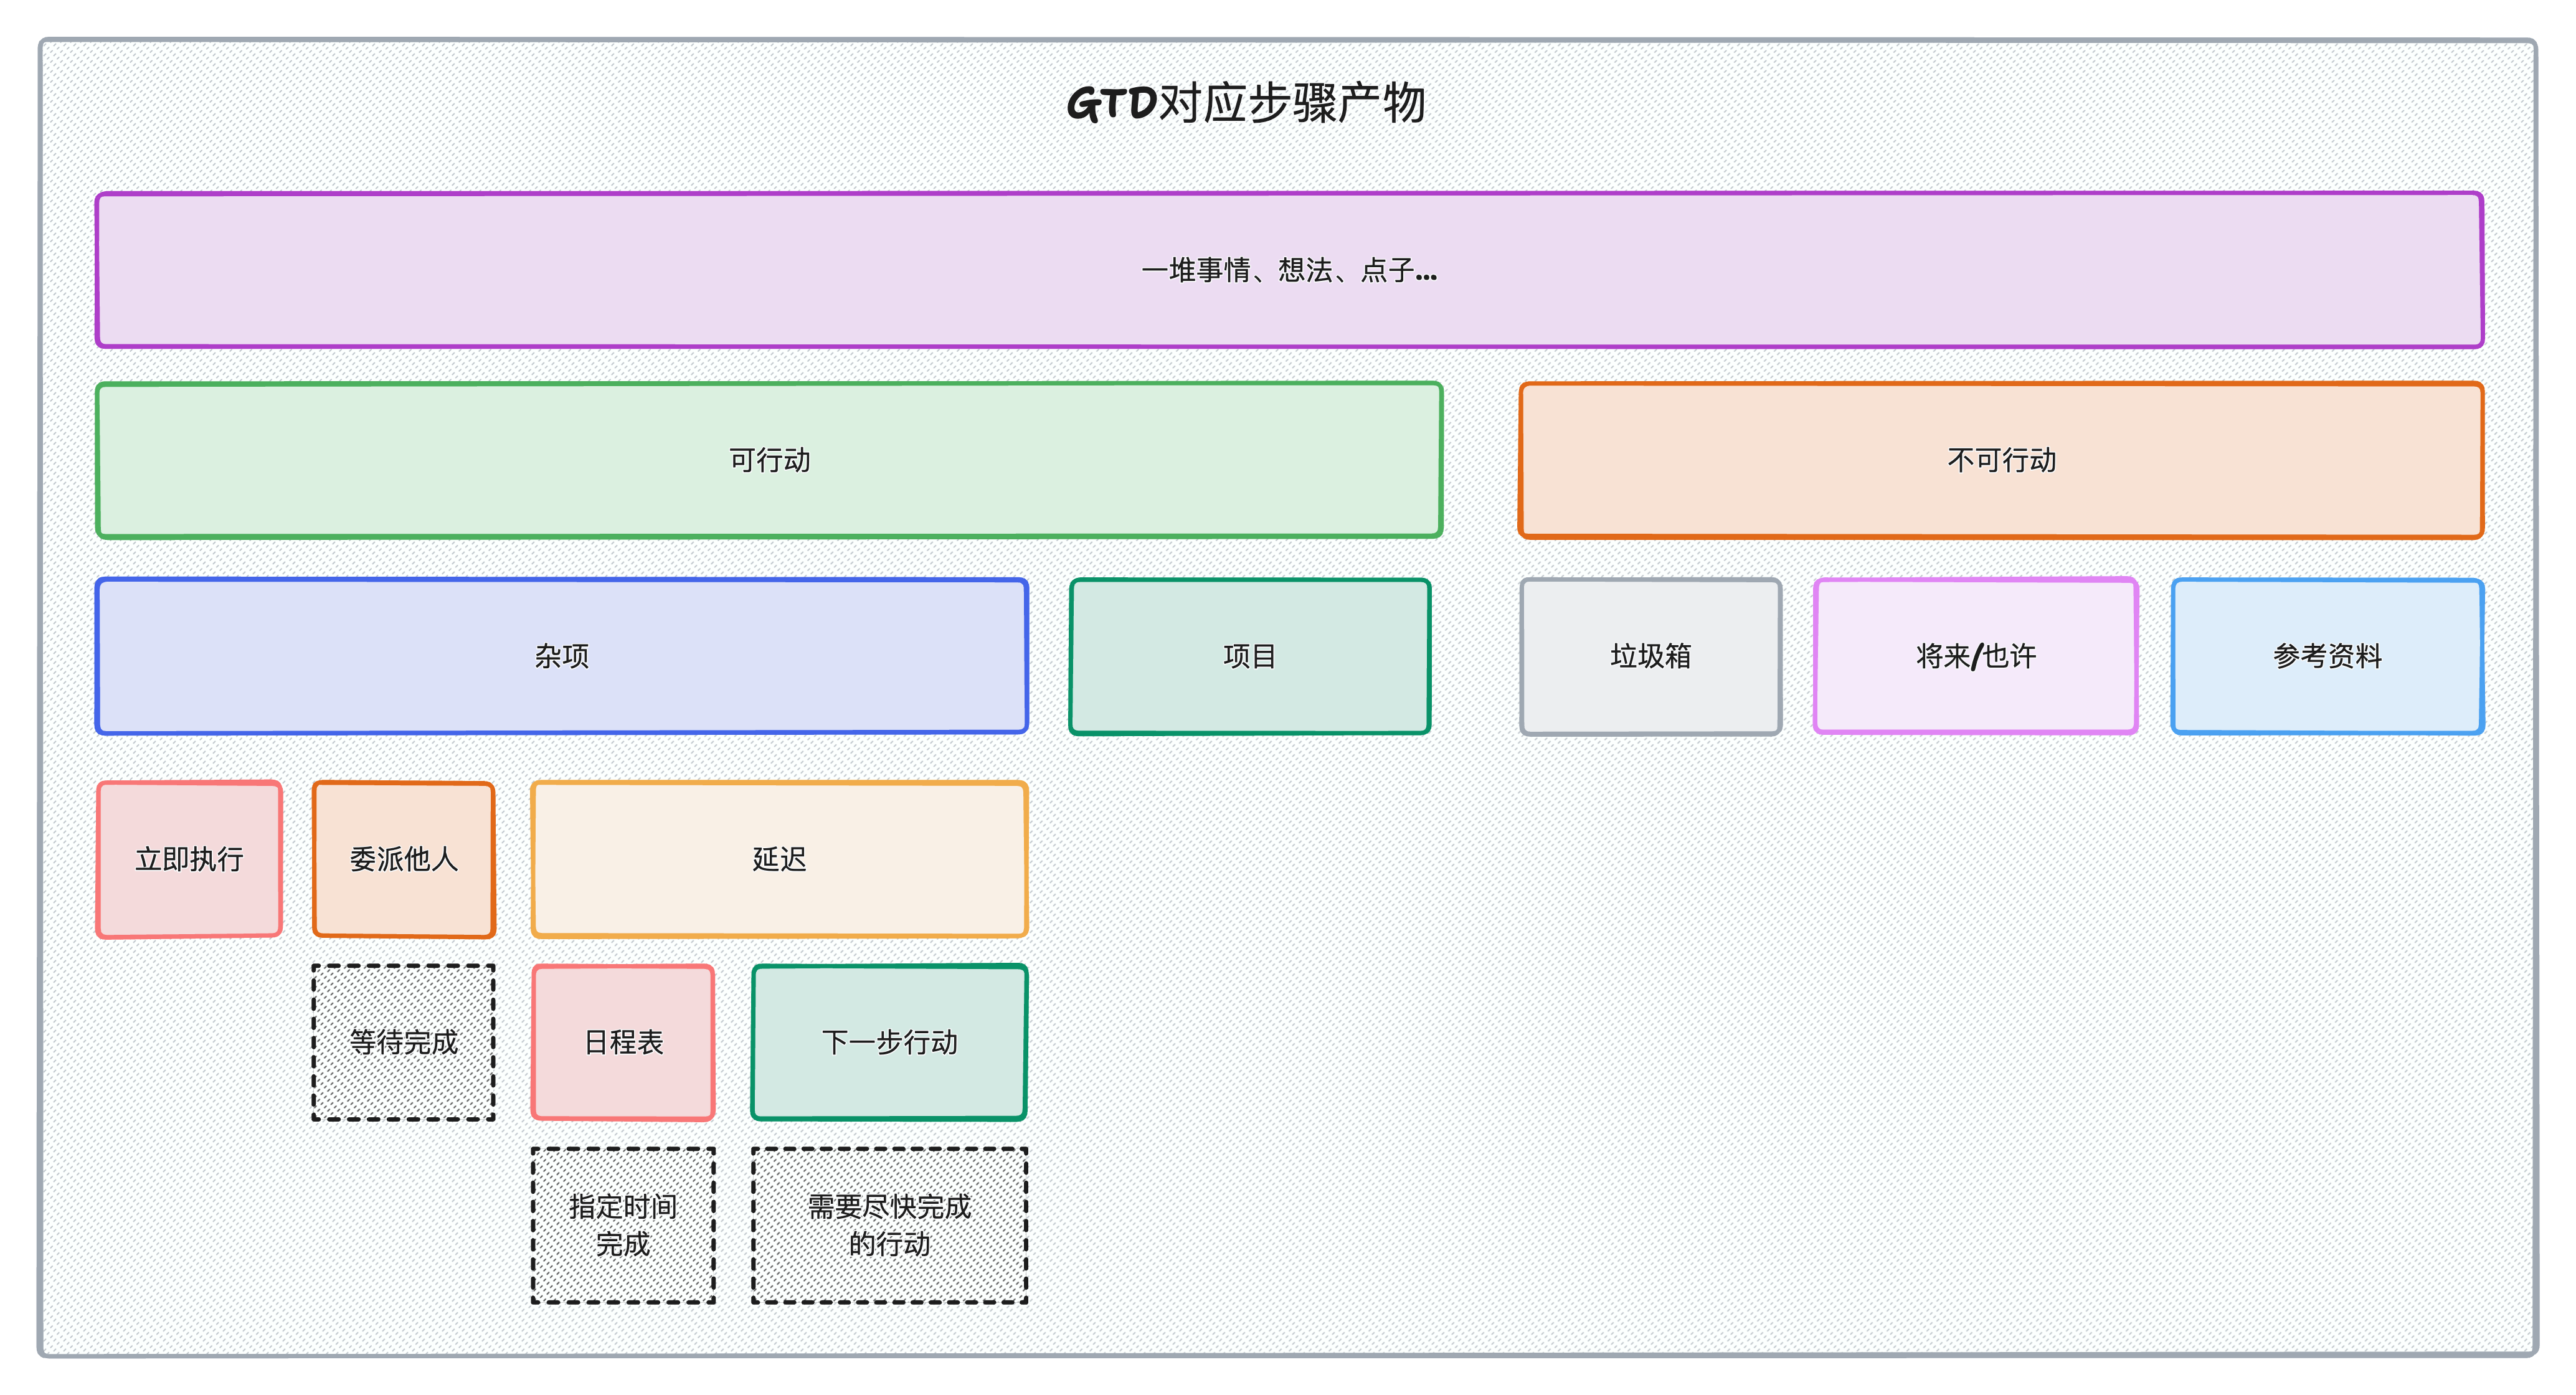 GTD对应步骤产物
一堆事情、想法、点子...
可行动
不可行动
杂项
项目
垃圾箱
将来/也许
参考资料
立即执行
委派他人
延迟
等待完成
日程表
下一步行动
指定时间
完成
需要尽快完成
的行动